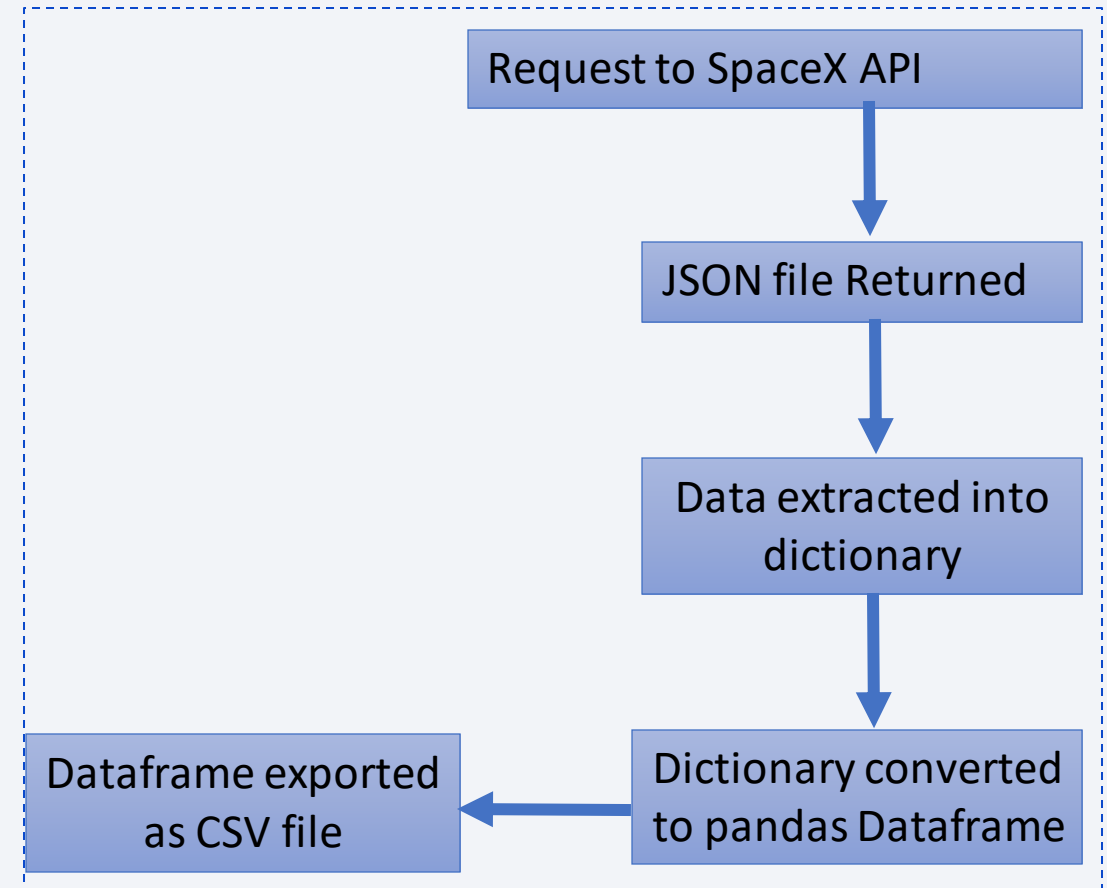 Request to SpaceX API
JSON file Returned
Data extracted into
dictionary
Dictionary converted
to pandas Dataframe
Dataframe exported
as CSV file